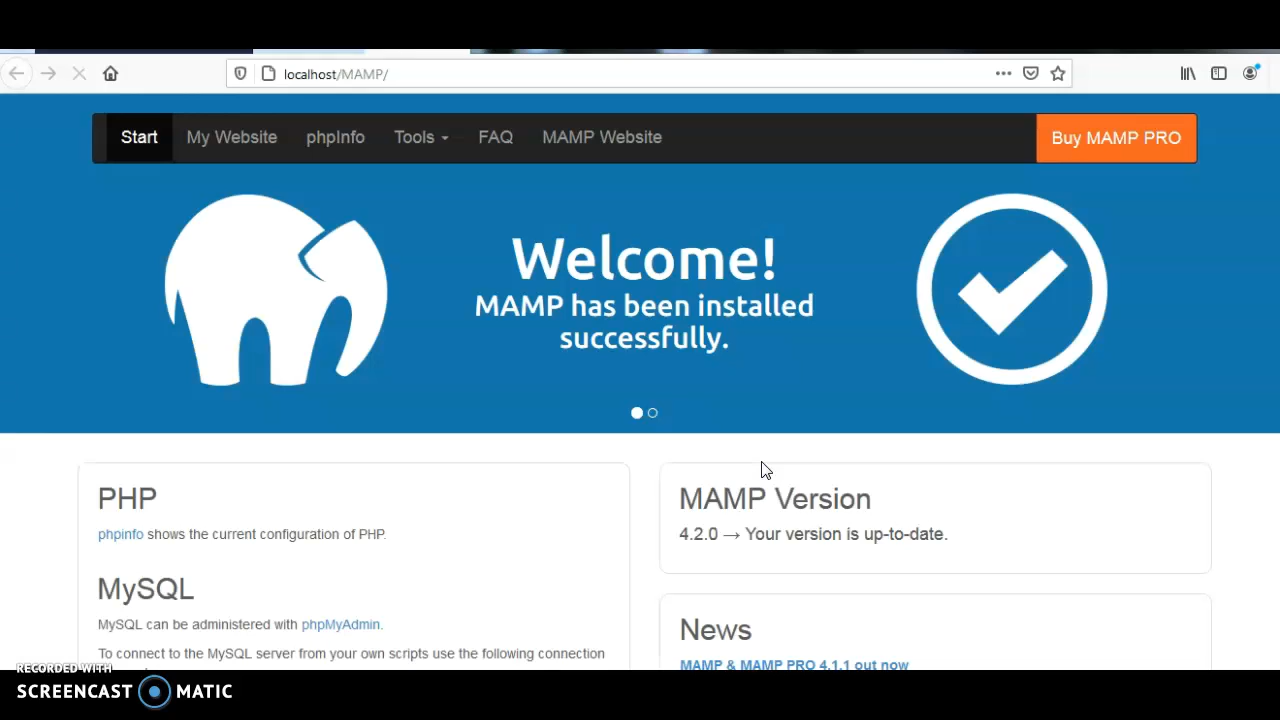 localhost/MAMP/
Start My Website phpInfo Tools FAQ MAMP Website Buy MAMP PRO
Welcome!
MAMP has been installed
successfully.
PHP
phpinfo shows the current configuration of PHP.
MySQL
MySQL can be administered with phpMyAdmin.
To connect to the MySQL server from your own scripts use the following connection
MAMP Version
4.2.0 → Your version is up-to-date.
News
MAMP & MAMP PRO 4.1.1 out now
RECORDED WITH
SCREENCAST MATIC